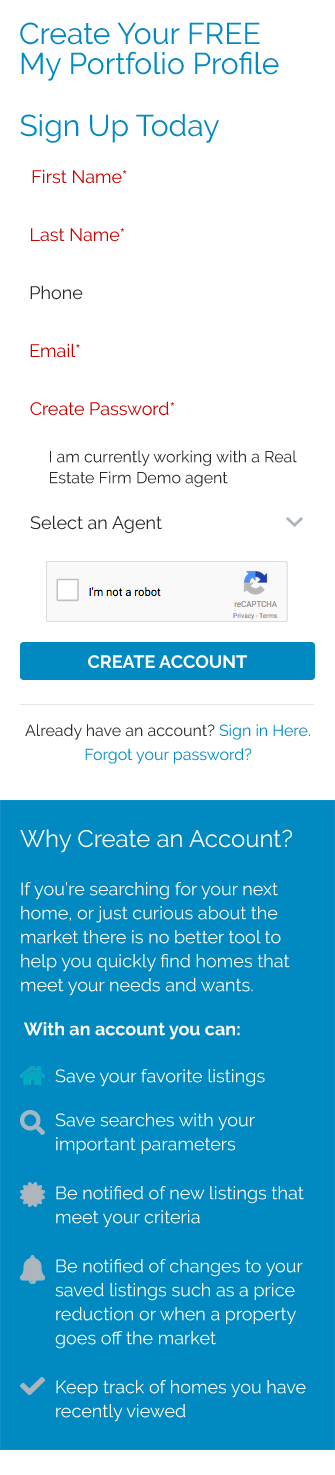 Create Your FREE
My Portfolio Profile
Sign Up Today
First Name*
Last Name*
Phone
Email*
Create Password*
I am currently working with a Real
Estate Firm Demo agent
Select an Agent
I'm not a robot
reCAPTCHA
Privacy - Terms
CREATE ACCOUNT
Already have an account? Sign in Here.
Forgot your password?
Why Create an Account?
If you're searching for your next
home, or just curious about the
market there is no better tool to
help you quickly find homes that
meet your needs and wants.
With an account you can:
Save your favorite listings
Save searches with your
important parameters
Be notified of new listings that
meet your criteria
Be notified of changes to your
saved listings such as a price
reduction or when a property
goes off the market
Keep track of homes you have
recently viewed